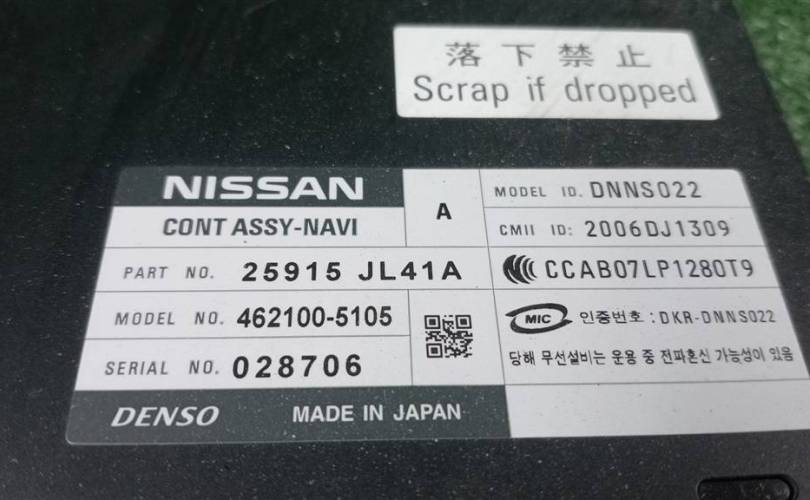 落下禁止
Scrap if dropped
NISSAN
CONT ASSY-NAVI
A
PART NO. 25915 JL41A
MODEL NO. 462100-5105
SERIAL NO. 028706
DENSO MADE IN JAPAN
MODEL ID. DNNS022
CMII ID: 2006DJ1309
CCAB07LP1280T9
MIC 인증번호 : DKR-DNNS022
당해 무선설비는 운용 중 전파혼신 가능성이 있음